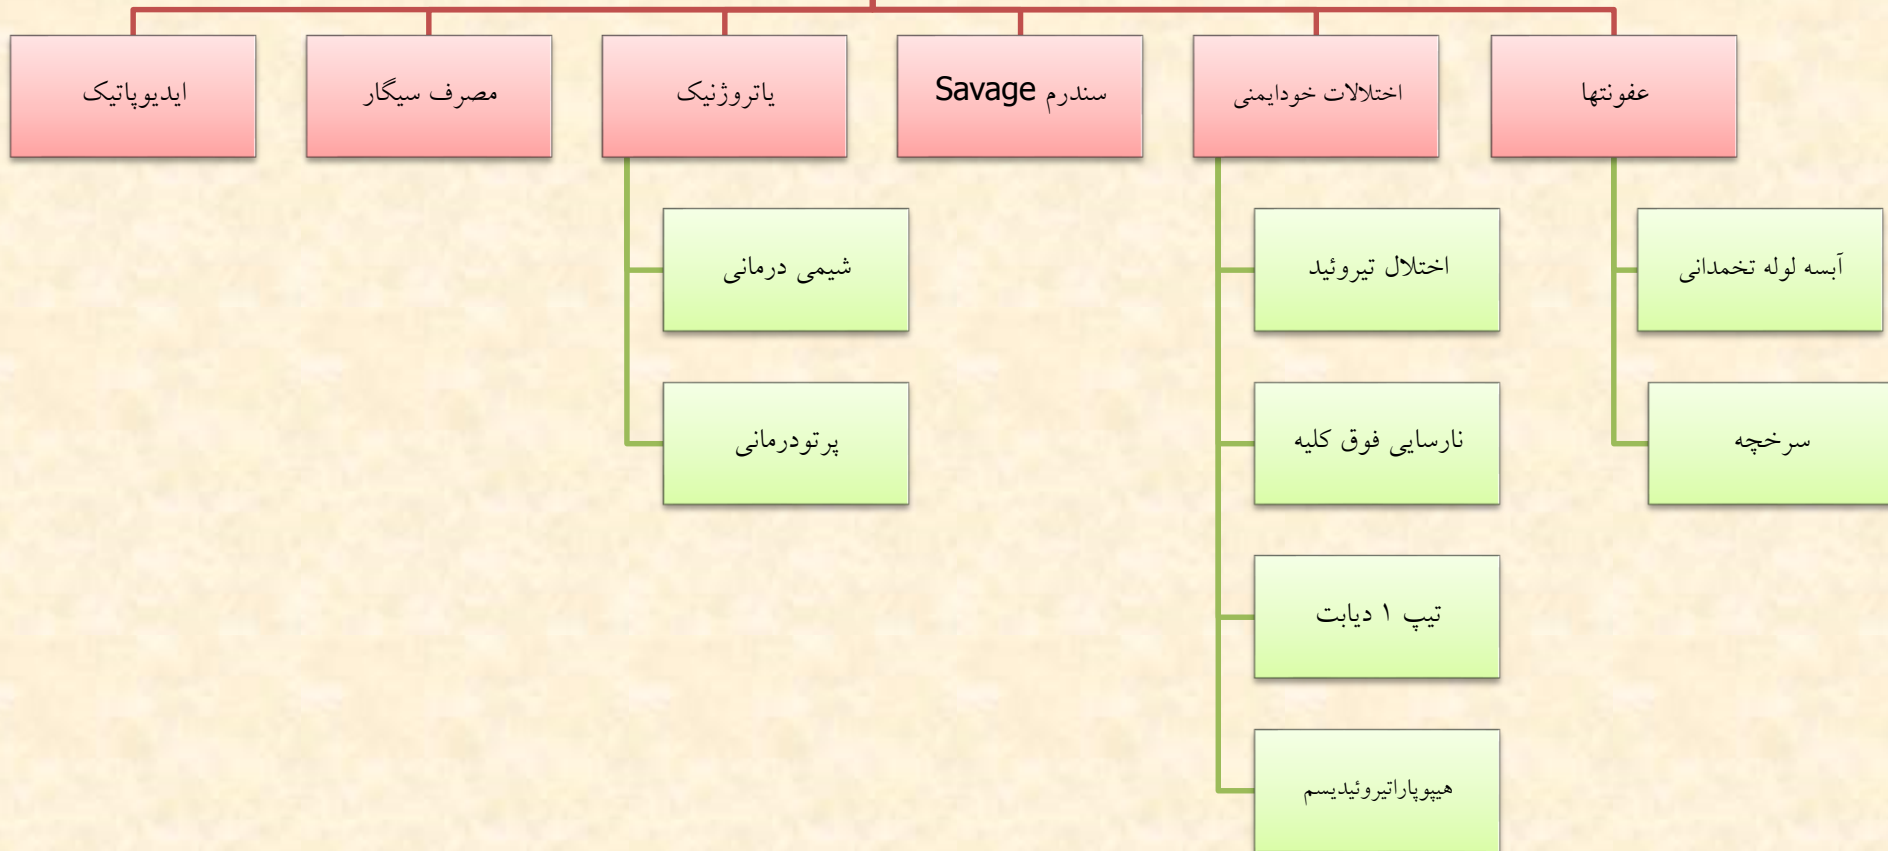 عفونتها
اختلالات خودایمنی
سندرم Savage
یاتروژنیک
مصرف سیگار
ایدیوپاتیک
آبسه لوله تخمدانی
سرخچه
اختلال تیروئید
نارسایی فوق کلیه
تیپ ۱ دیابت
هیپوپاراتیروئیدیسم
شیمی درمانی
پرتودرمانی